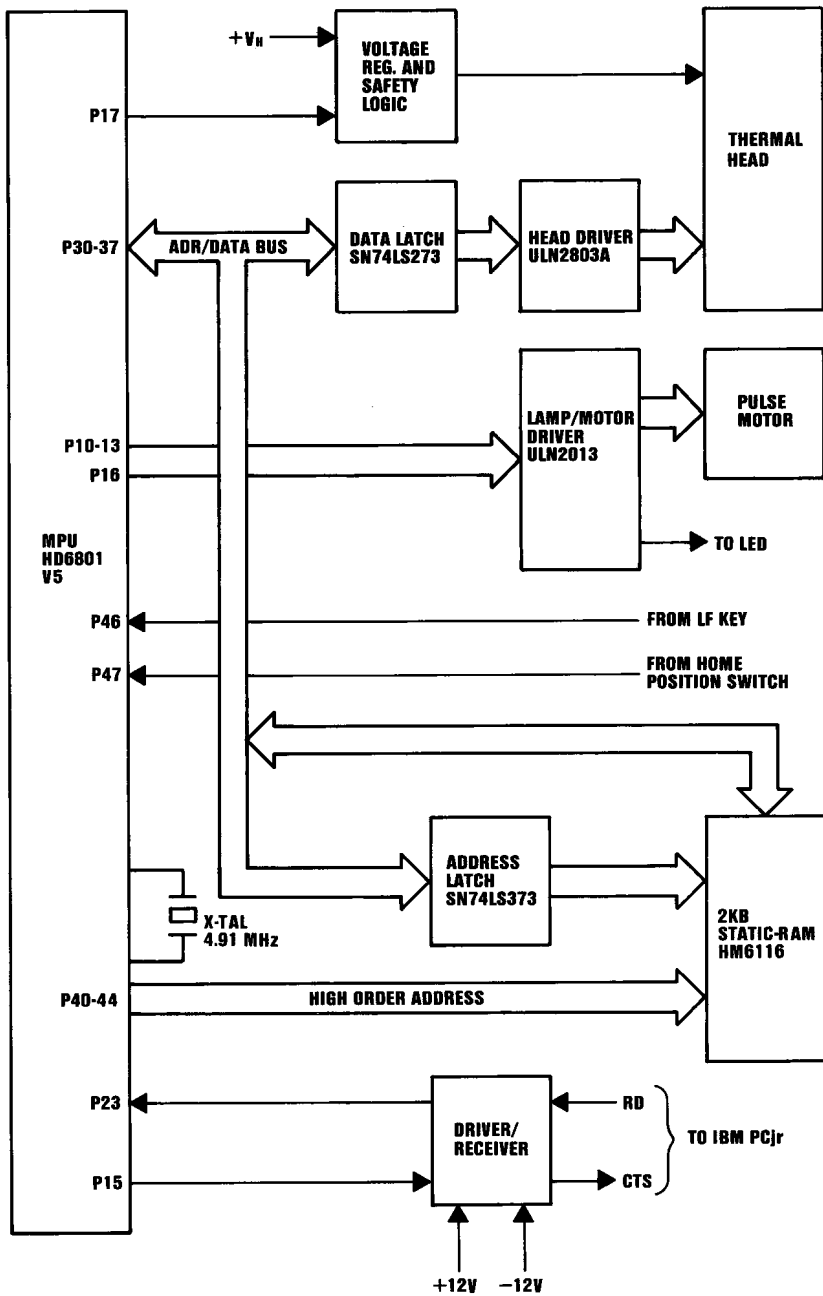 +VH
VOLTAGE
REG. AND
SAFETY
LOGIC
P17
THERMAL
HEAD
P30-37
ADR/DATA BUS
DATA LATCH
SN74LS273
HEAD DRIVER
ULN2803A
P10-13
P16
LAMP/MOTOR
DRIVER
ULN2013
PULSE
MOTOR
TO LED
MPU
HD6801
V5
P46
FROM LF KEY
P47
FROM HOME
POSITION SWITCH
ADDRESS
LATCH
SN74LS373
X-TAL
4.91 MHz
2KB
STATIC-RAM
HM6116
P40-44
HIGH ORDER ADDRESS
P23
DRIVER/
RECEIVER
RD
TO IBM PCjr
P15
CTS
+12V
−12V